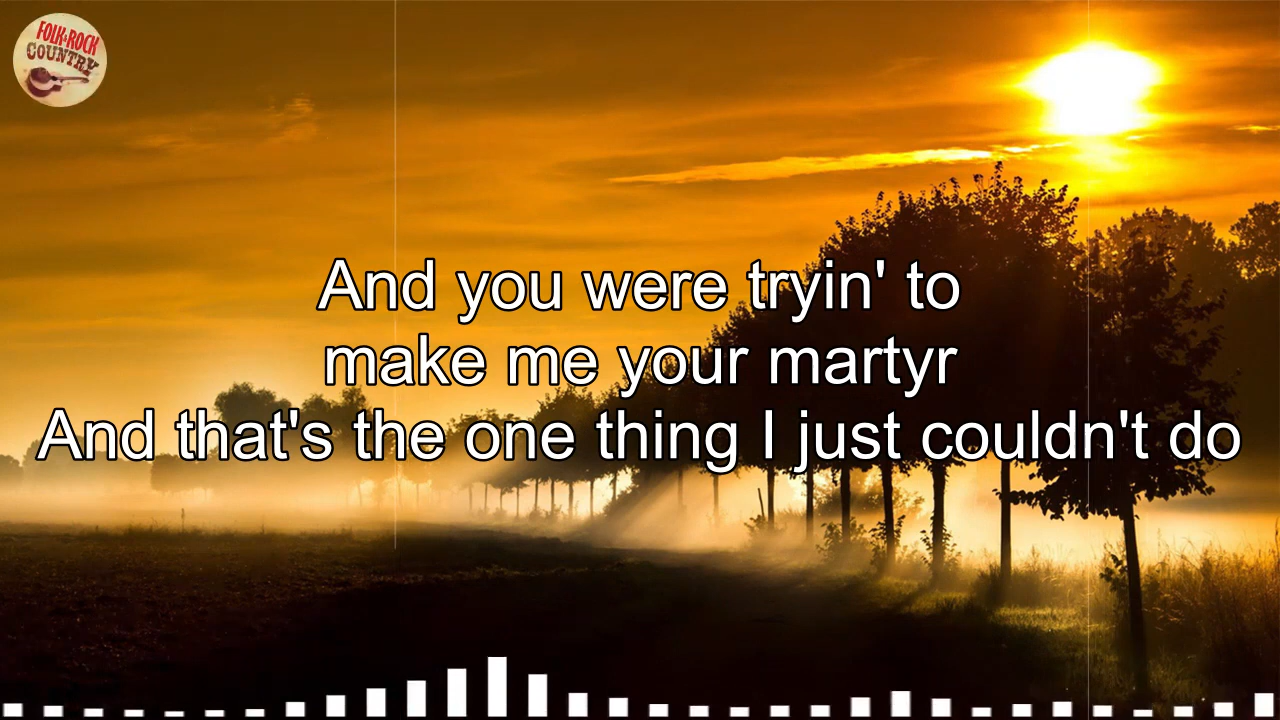 FOLK&ROCK
COUNTRY
And you were tryin' to
make me your martyr
And that's the one thing I just couldn't do